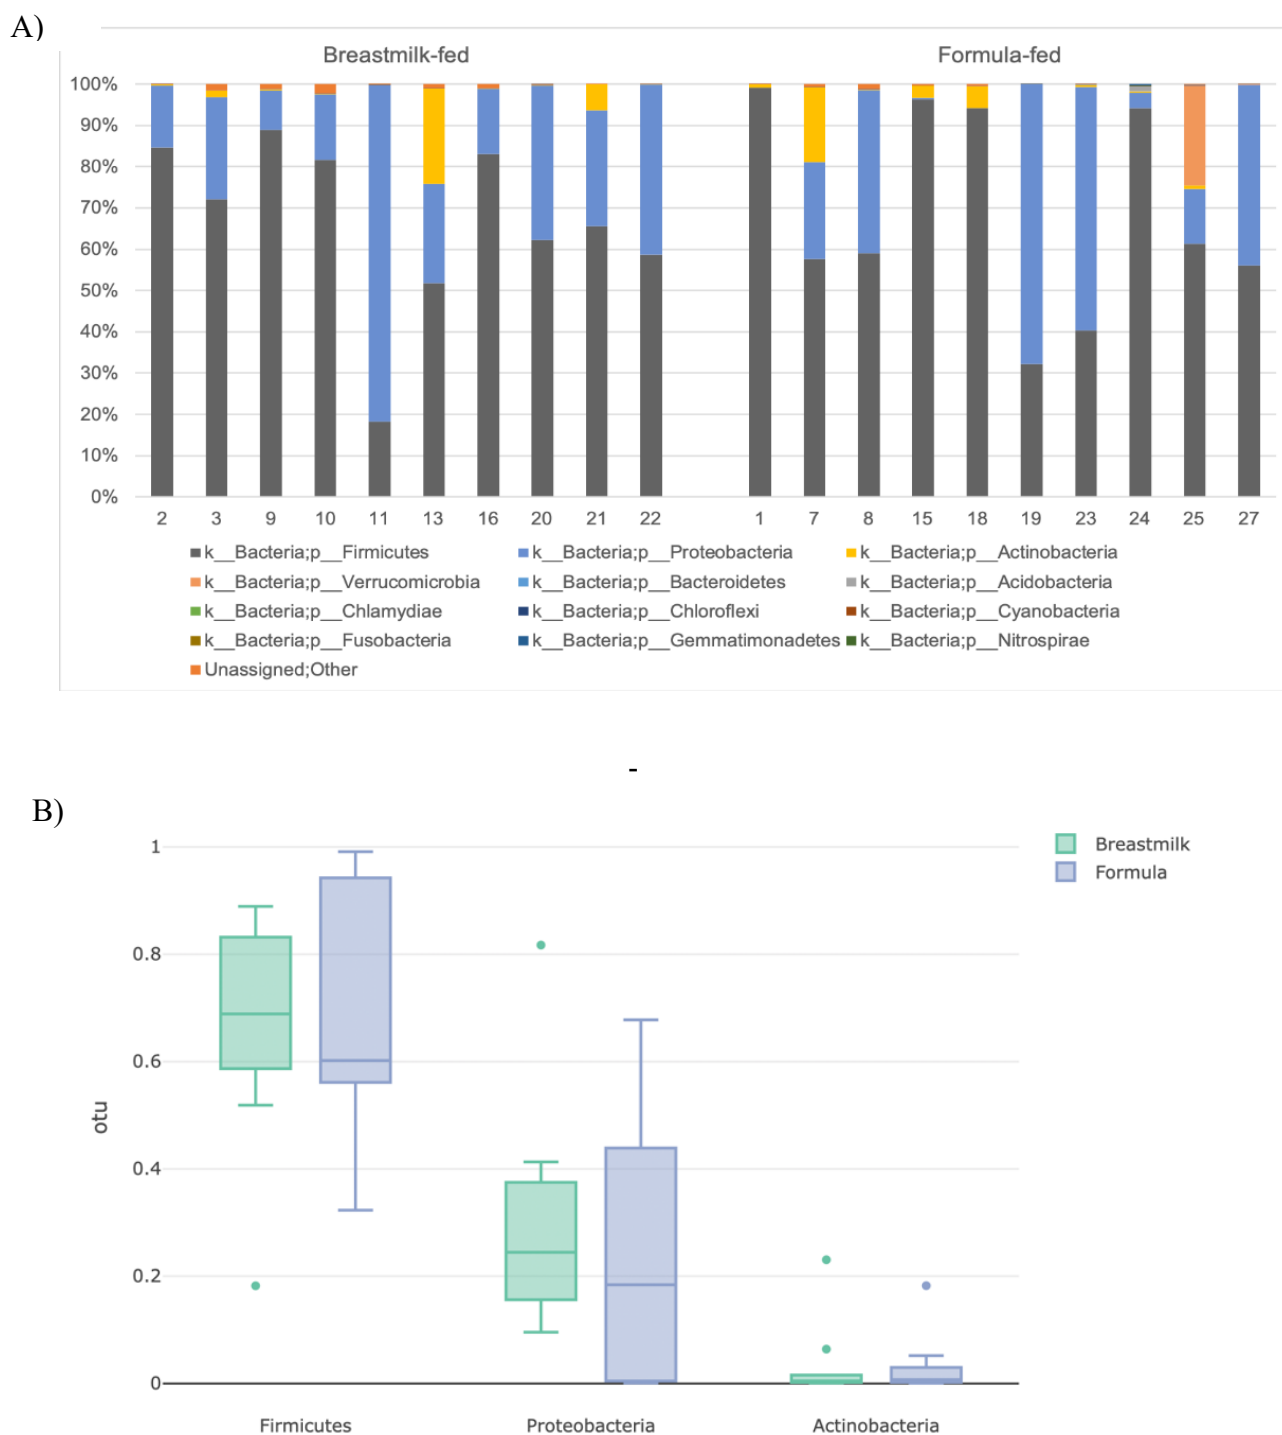 A)
Breastmilk-fed Formula-fed
100%
90%
80%
70%
60%
50%
40%
30%
20%
10%
0%
2 3 9 10 11 13 16 20 21 22 1 7 8 15 18 19 23 24 25 27
k__Bacteria;p__Firmicutes k__Bacteria;p__Proteobacteria k__Bacteria;p__Actinobacteria
k__Bacteria;p__Verrucomicrobia k__Bacteria;p__Bacteroidetes k__Bacteria;p__Acidobacteria
k__Bacteria;p__Chlamydiae k__Bacteria;p__Chloroflexi k__Bacteria;p__Cyanobacteria
k__Bacteria;p__Fusobacteria k__Bacteria;p__Gemmatimonadetes k__Bacteria;p__Nitrospirae
Unassigned;Other
-
B)
Breastmilk
Formula
1
0.8
0.6
0.4
0.2
0
otu
Firmicutes Proteobacteria Actinobacteria